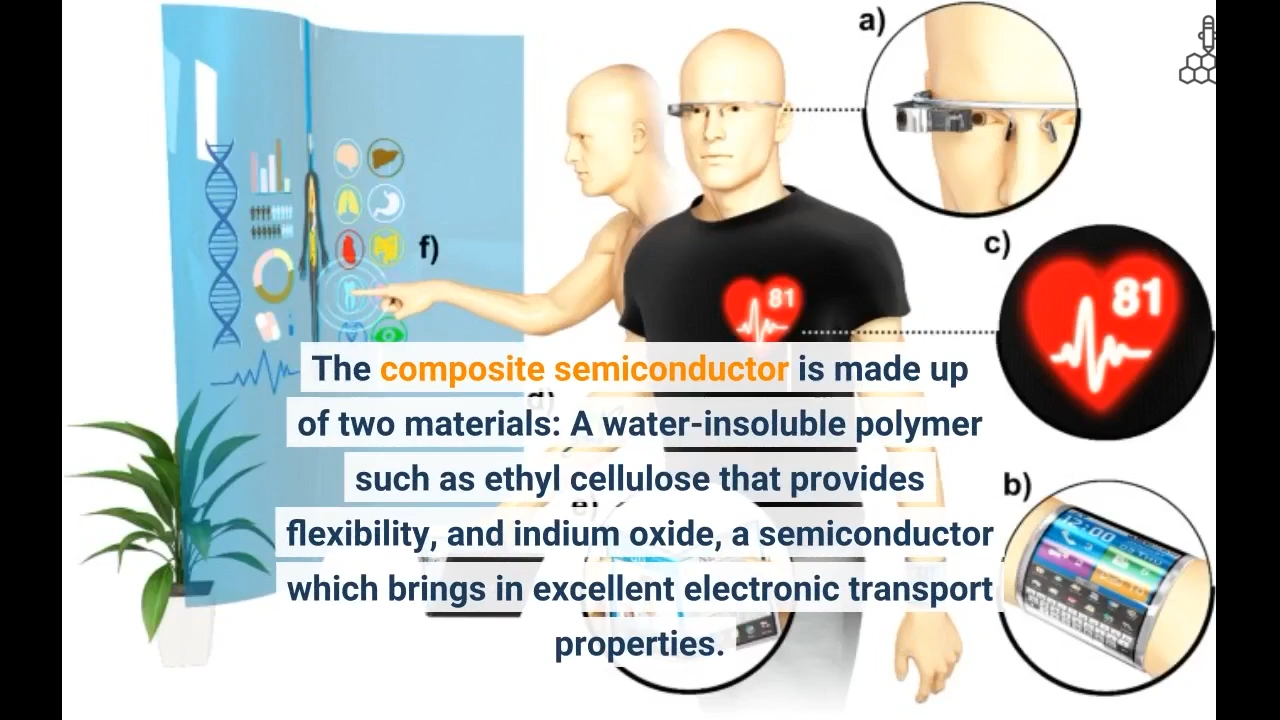 a)
c)
81
f)
81
The composite semiconductor is made up
of two materials: A water-insoluble polymer
such as ethyl cellulose that provides
flexibility, and indium oxide, a semiconductor
which brings in excellent electronic transport
properties.
d)
e)
b)
12:00